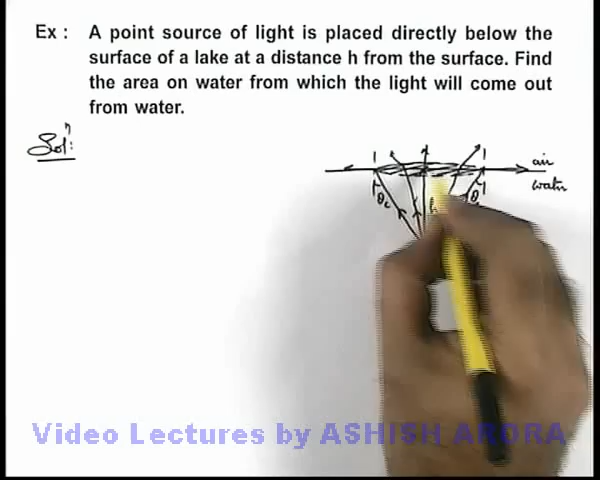 Ex : A point source of light is placed directly below the
surface of a lake at a distance h from the surface. Find
the area on water from which the light will come out
from water.
Solⁿ:
air
water
θc h θ
Video Lectures by ASHISH ARORA